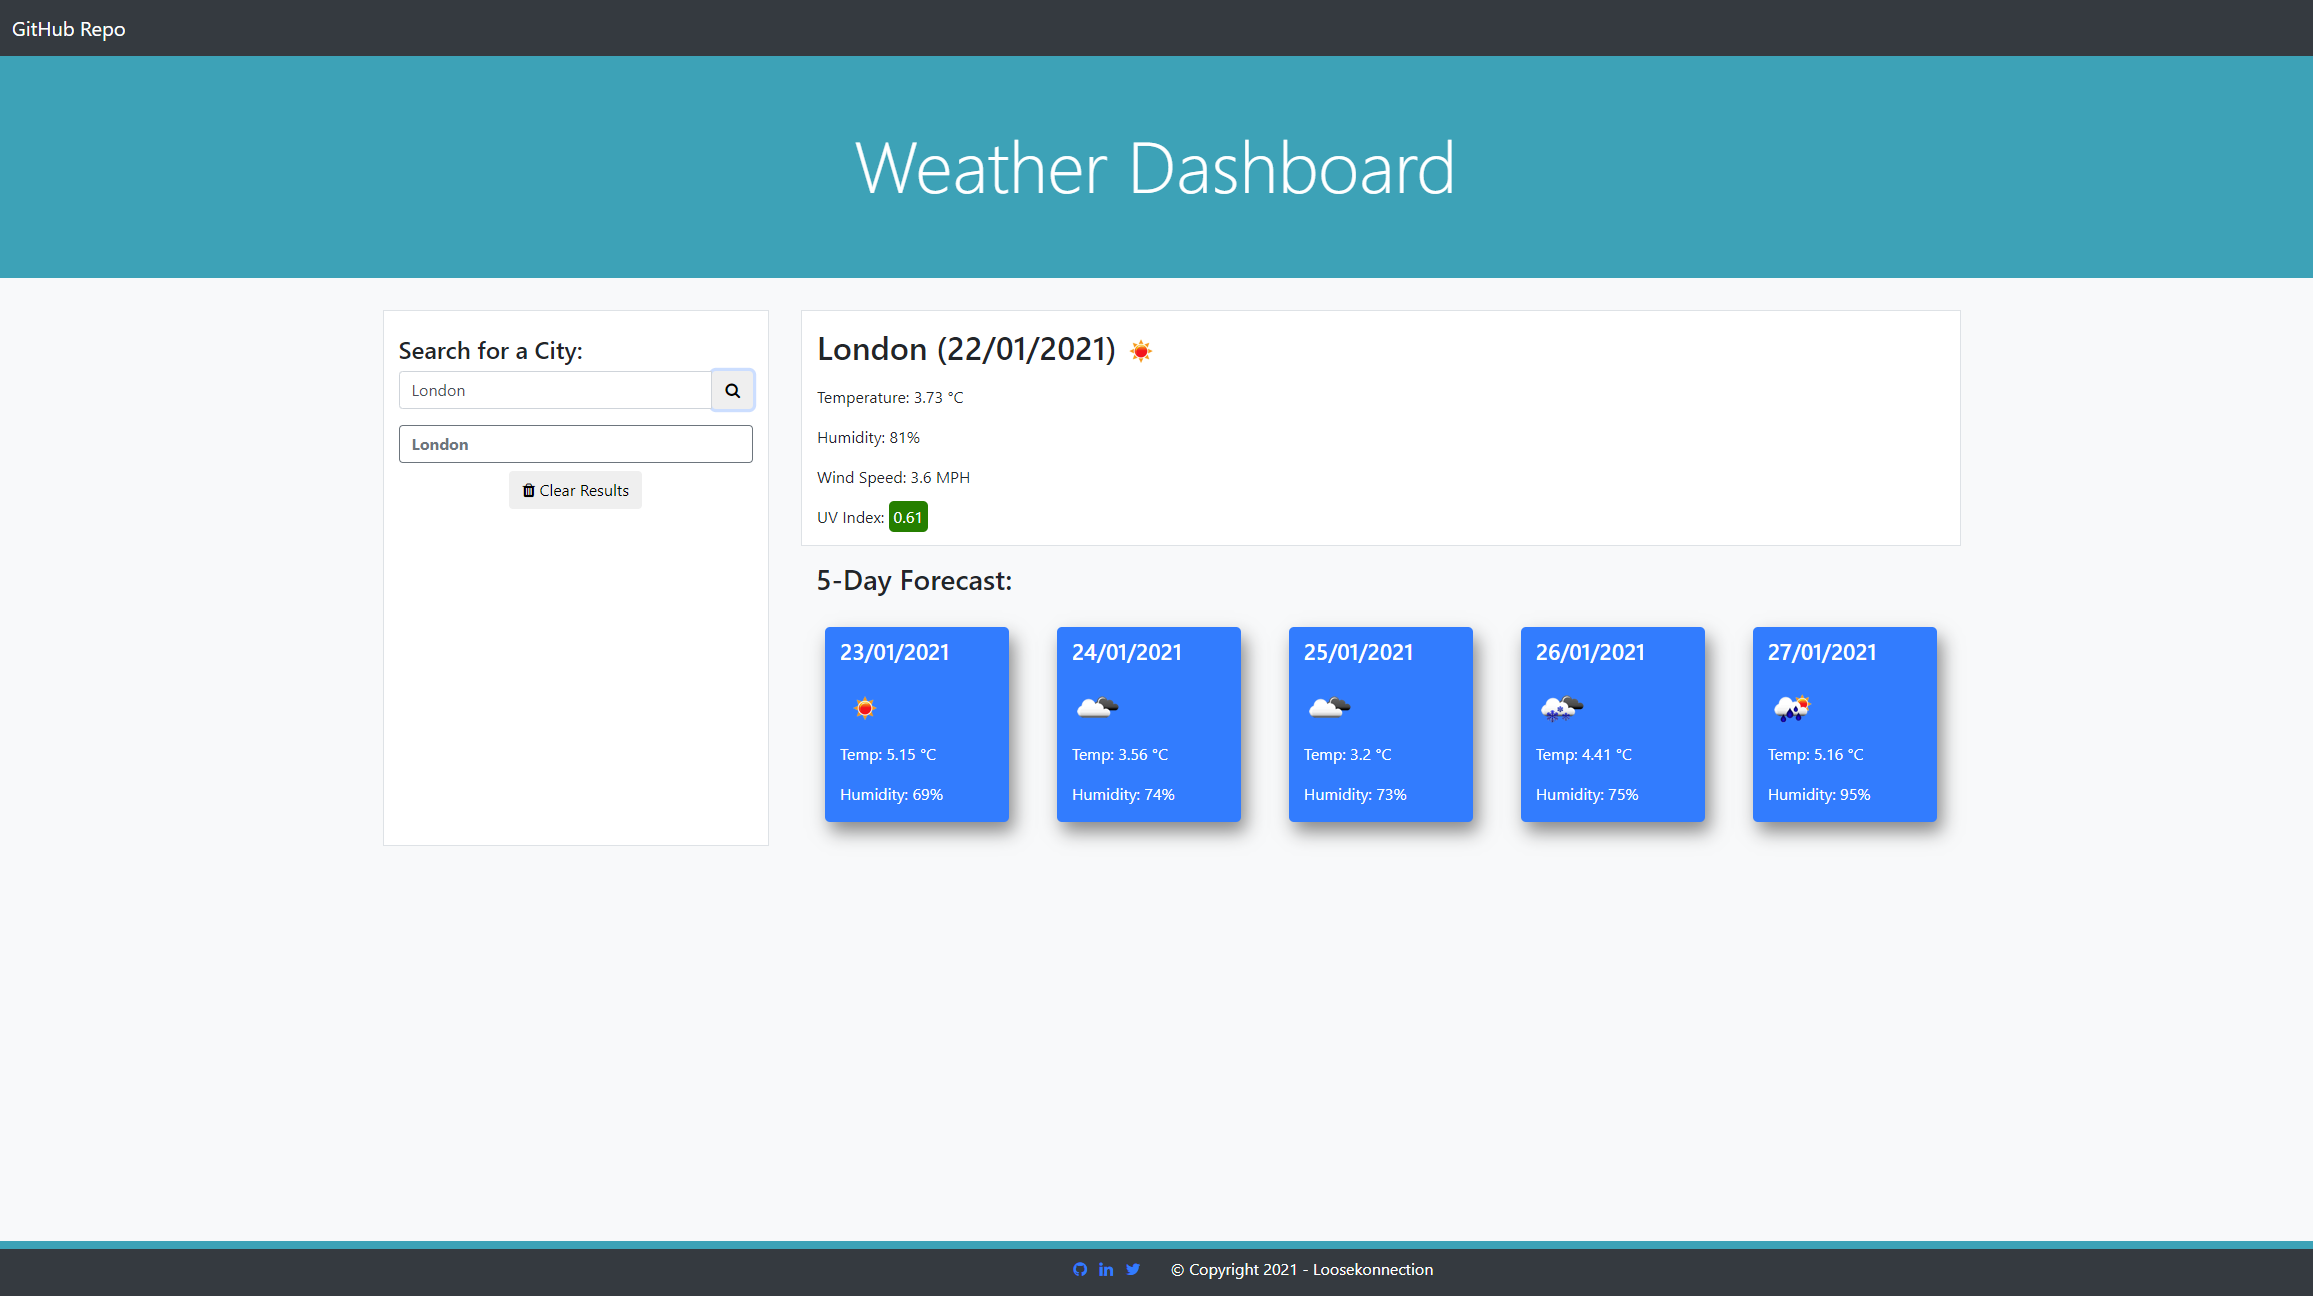 GitHub Repo
Weather Dashboard
Search for a City:
London
London
Clear Results
London (22/01/2021)
Temperature: 3.73 °C
Humidity: 81%
Wind Speed: 3.6 MPH
UV Index: 0.61
5-Day Forecast:
23/01/2021
Temp: 5.15 °C
Humidity: 69%
24/01/2021
Temp: 3.56 °C
Humidity: 74%
25/01/2021
Temp: 3.2 °C
Humidity: 73%
26/01/2021
Temp: 4.41 °C
Humidity: 75%
27/01/2021
Temp: 5.16 °C
Humidity: 95%
© Copyright 2021 - Loosekonnection